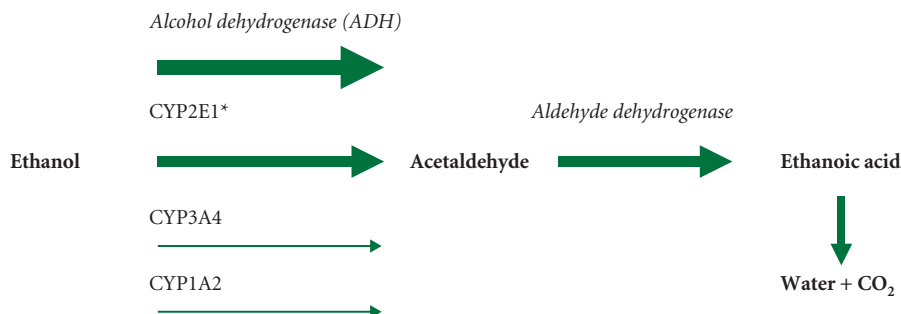 Alcohol dehydrogenase (ADH)
CYP2E1*
Aldehyde dehydrogenase
Ethanol
Acetaldehyde
Ethanoic acid
CYP3A4
CYP1A2
Water + CO₂